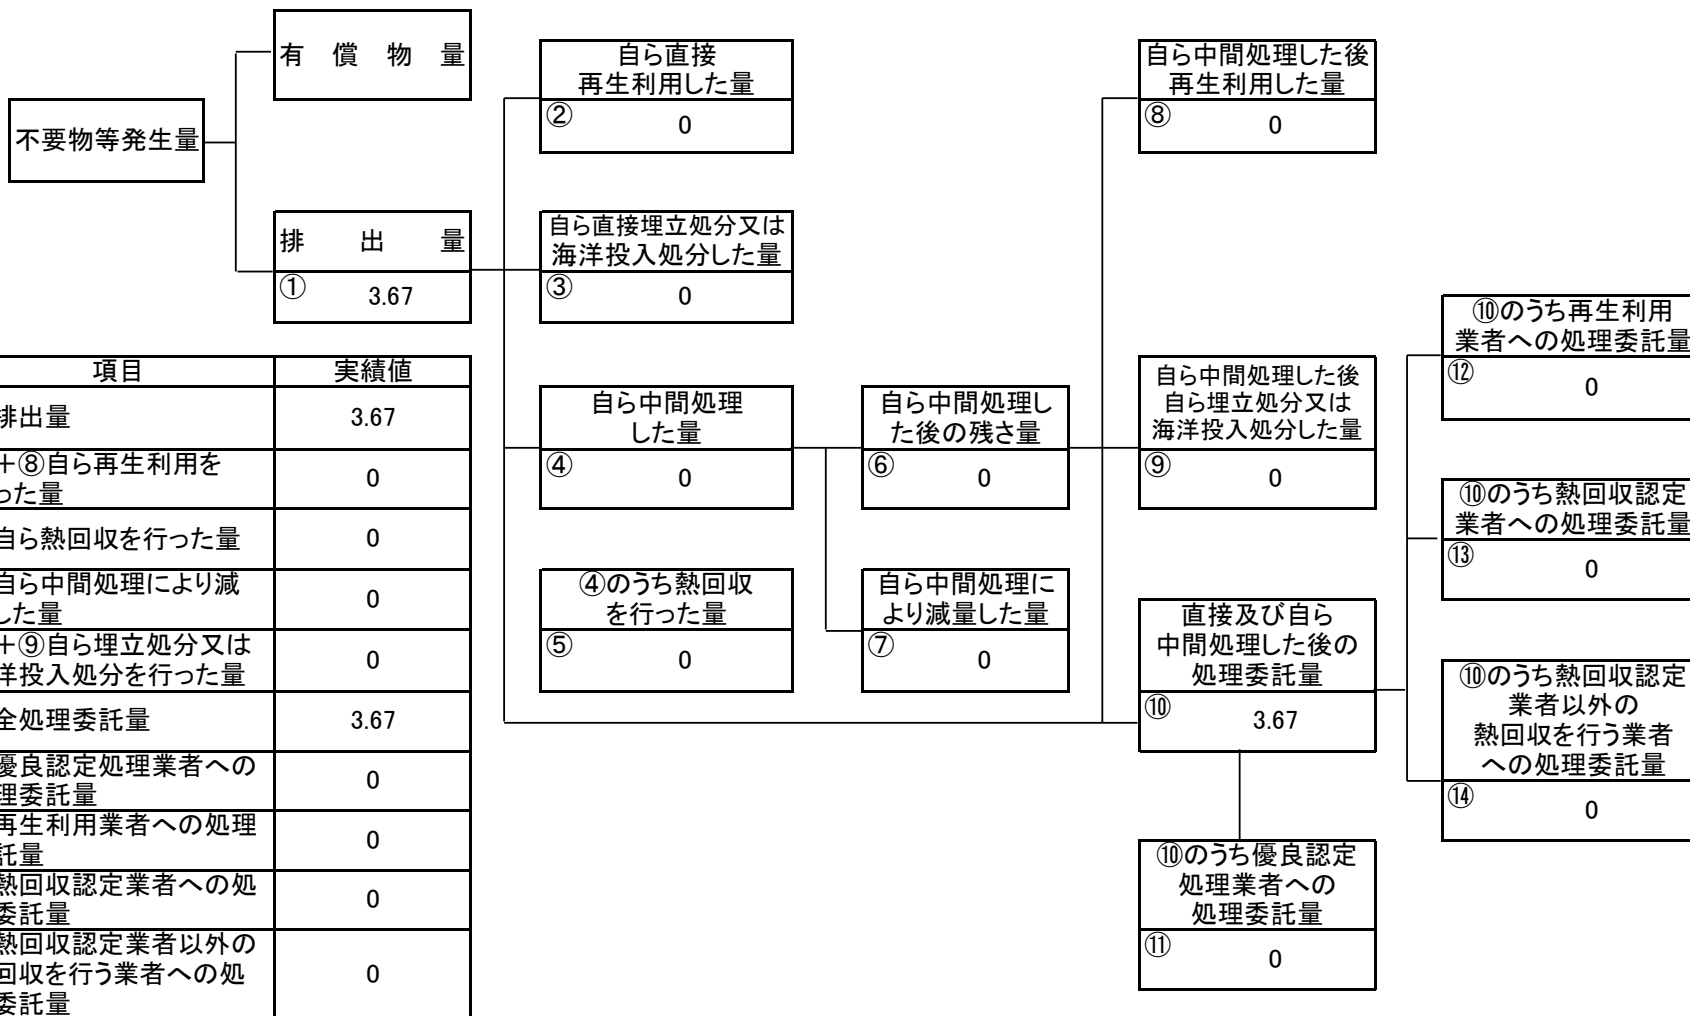 有償物量
不要物等発生量
排出量
① 3.67
自ら直接
再生利用した量
② 0
自ら直接埋立処分又は
海洋投入処分した量
③ 0
自ら中間処理
した量
④ 0
④のうち熱回収
を行った量
⑤ 0
自ら中間処理し
た後の残さ量
⑥ 0
自ら中間処理に
より減量した量
⑦ 0
自ら中間処理した後
再生利用した量
⑧ 0
自ら中間処理した後
自ら埋立処分又は
海洋投入処分した量
⑨ 0
直接及び自ら
中間処理した後の
処理委託量
⑩ 3.67
⑩のうち優良認定
処理業者への
処理委託量
⑪ 0
⑩のうち再生利用
業者への処理委託量
⑫ 0
⑩のうち熱回収認定
業者への処理委託量
⑬ 0
⑩のうち熱回収認定
業者以外の
熱回収を行う業者
への処理委託量
⑭ 0
項目 実績値
排出量 3.67
+⑧自ら再生利用を
った量 0
自ら熱回収を行った量 0
自ら中間処理により減
した量 0
+⑨自ら埋立処分又は
洋投入処分を行った量 0
全処理委託量 3.67
優良認定処理業者への
理委託量 0
再生利用業者への処理
託量 0
熱回収認定業者への処
委託量 0
熱回収認定業者以外の
回収を行う業者への処
委託量 0